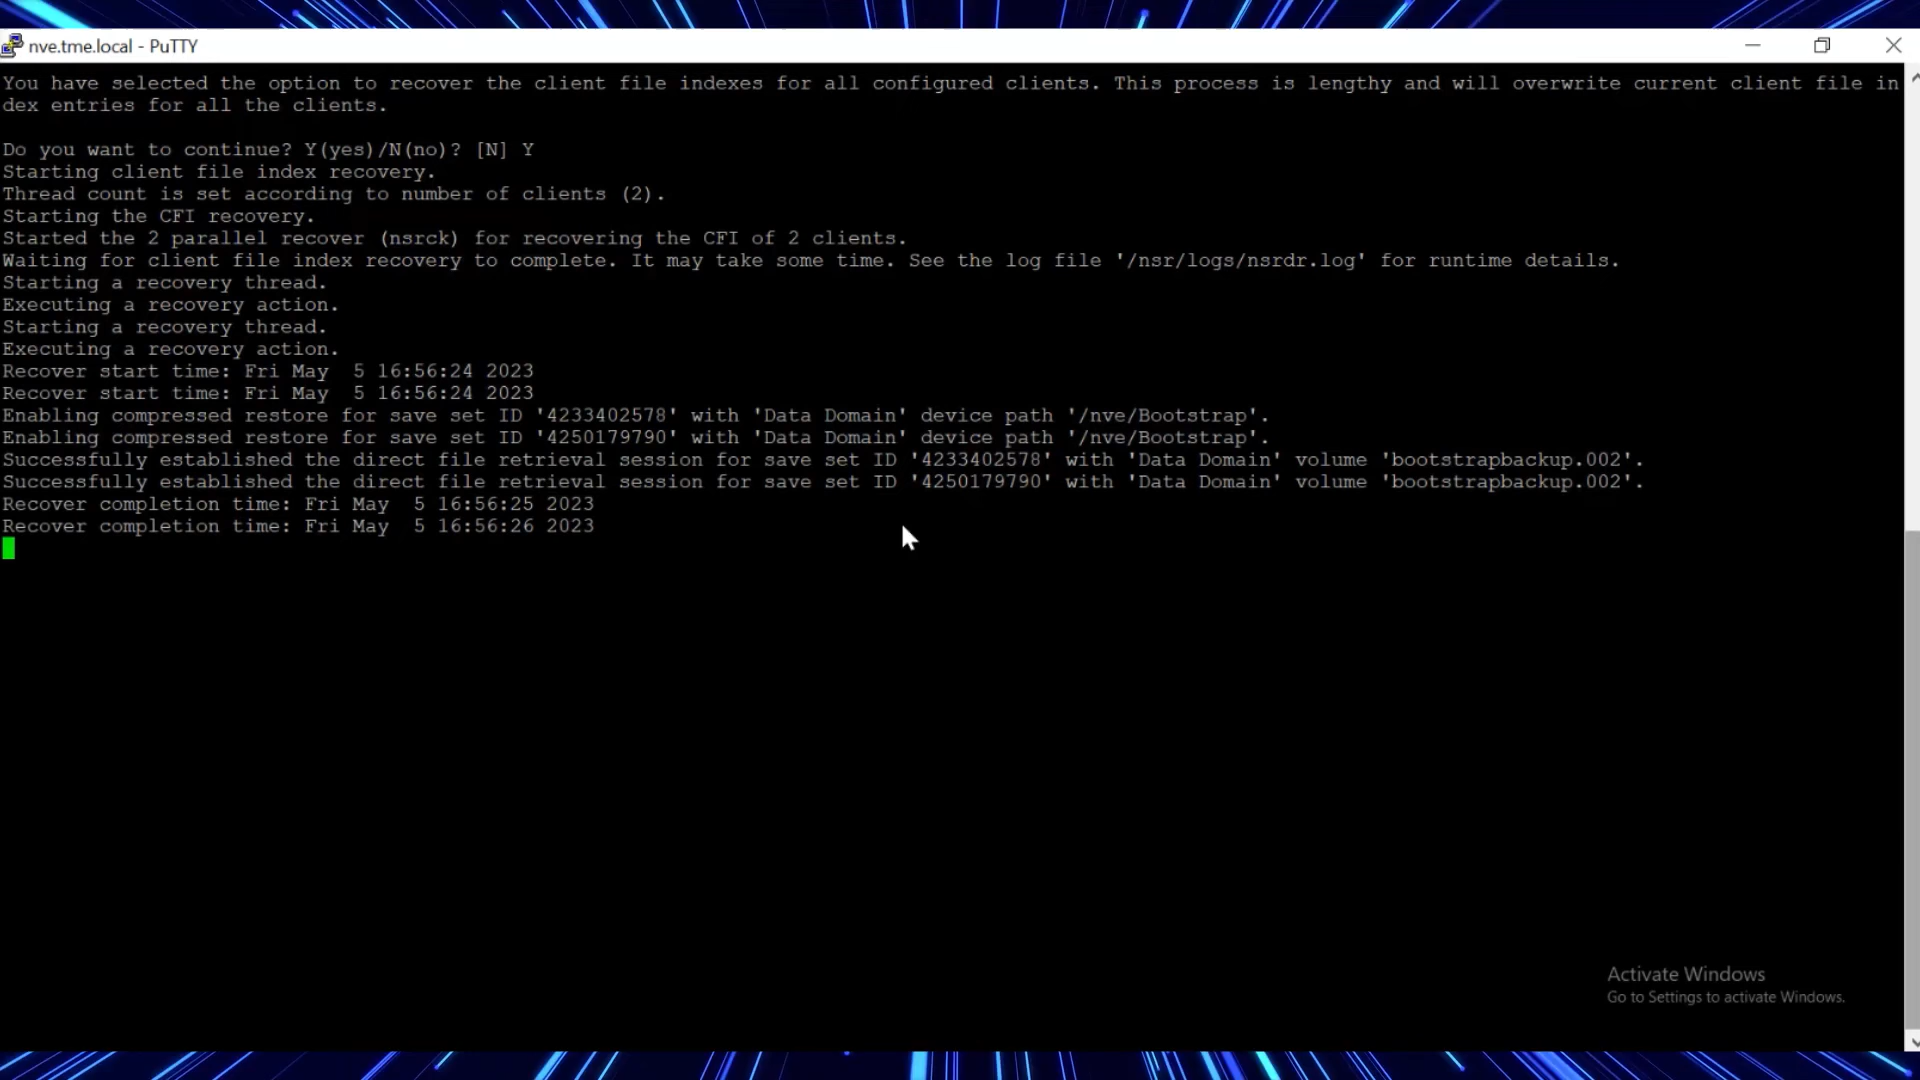 nve.tme.local - PuTTY
You have selected the option to recover the client file indexes for all configured clients. This process is lengthy and will overwrite current client file in
dex entries for all the clients.
Do you want to continue? Y(yes)/N(no)? [N] Y
Starting client file index recovery.
Thread count is set according to number of clients (2).
Starting the CFI recovery.
Started the 2 parallel recover (nsrck) for recovering the CFI of 2 clients.
Waiting for client file index recovery to complete. It may take some time. See the log file '/nsr/logs/nsrdr.log' for runtime details.
Starting a recovery thread.
Executing a recovery action.
Starting a recovery thread.
Executing a recovery action.
Recover start time: Fri May  5 16:56:24 2023
Recover start time: Fri May  5 16:56:24 2023
Enabling compressed restore for save set ID '4233402578' with 'Data Domain' device path '/nve/Bootstrap'.
Enabling compressed restore for save set ID '4250179790' with 'Data Domain' device path '/nve/Bootstrap'.
Successfully established the direct file retrieval session for save set ID '4233402578' with 'Data Domain' volume 'bootstrapbackup.002'.
Successfully established the direct file retrieval session for save set ID '4250179790' with 'Data Domain' volume 'bootstrapbackup.002'.
Recover completion time: Fri May  5 16:56:25 2023
Recover completion time: Fri May  5 16:56:26 2023
Activate Windows
Go to Settings to activate Windows.